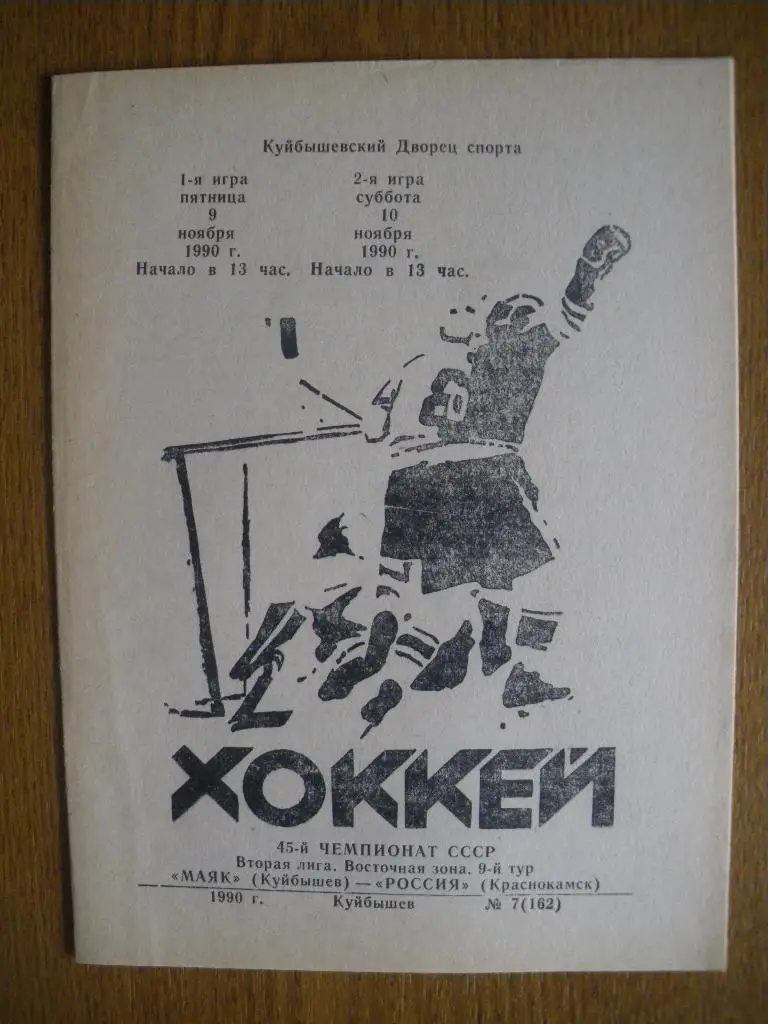 Куйбышевский Дворец спорта
1-я игра
пятница
9
ноября
1990 г.
Начало в 13 час.
2-я игра
суббота
10
ноября
1990 г.
Начало в 13 час.
ХОККЕЙ
45-й ЧЕМПИОНАТ СССР
Вторая лига. Восточная зона. 9-й тур
«МАЯК» (Куйбышев)—«РОССИЯ» (Краснокамск)
1990 г. Куйбышев № 7(162)